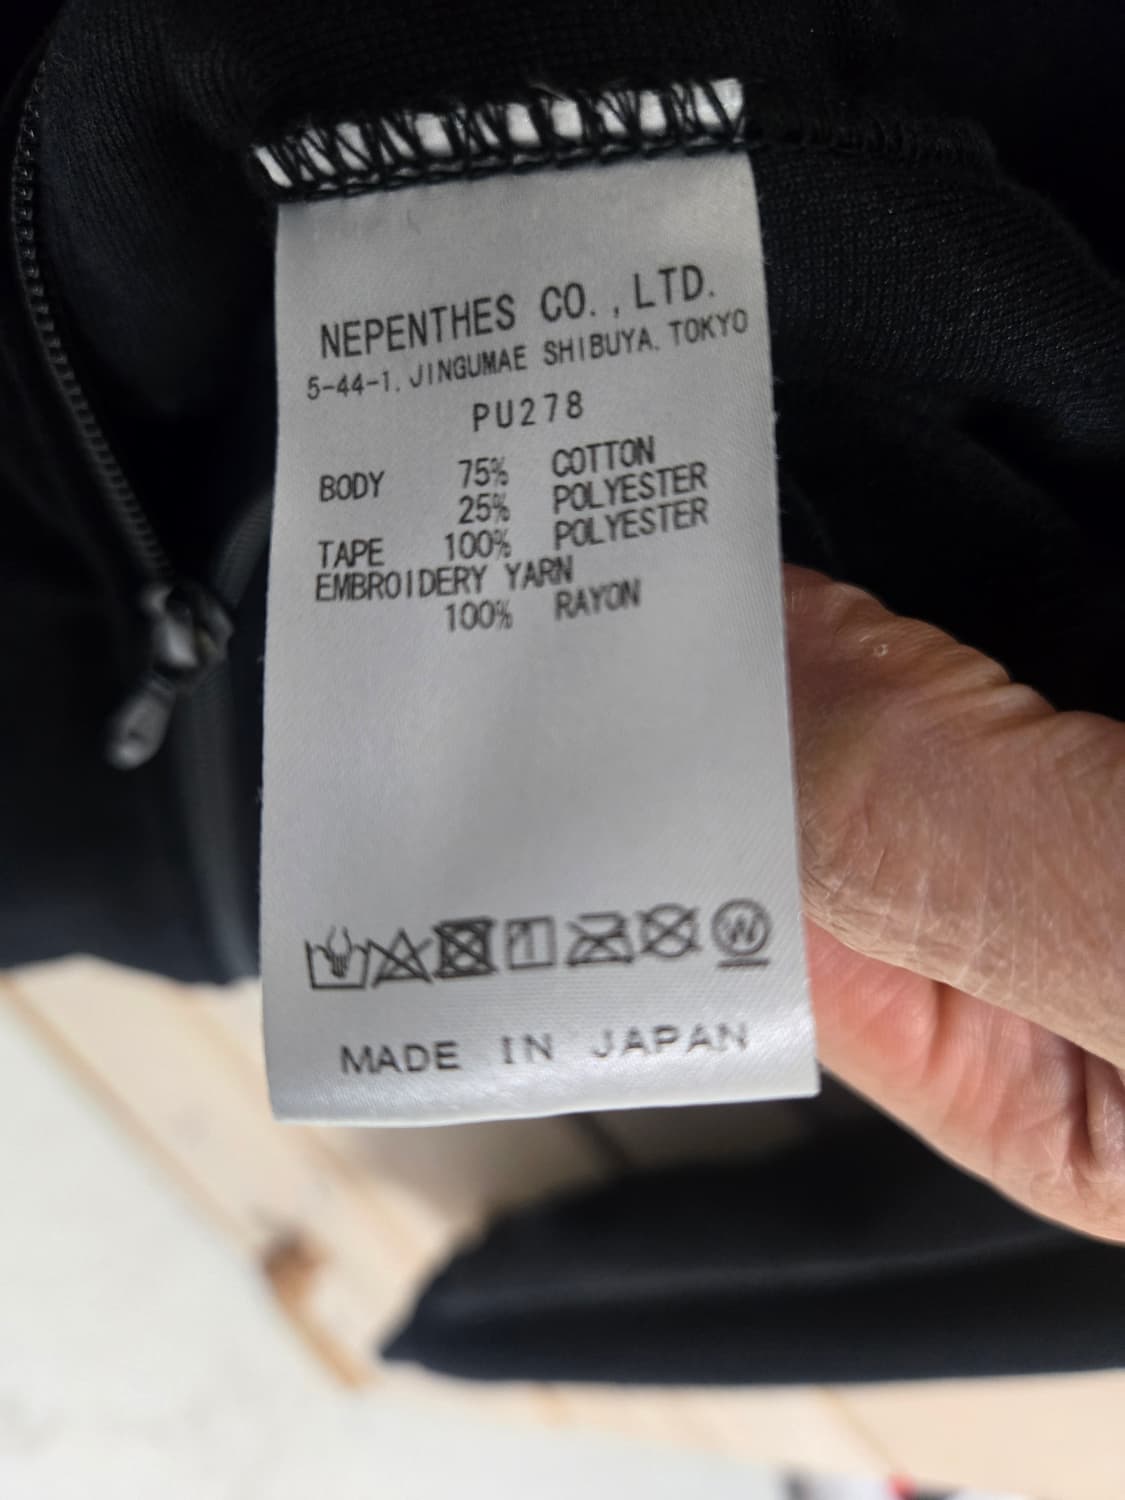 NEPENTHES CO.,LTD.
5-44-1. JINGUMAE SHIBUYA. TOKYO
PU278
BODY 75% COTTON
25% POLYESTER
TAPE 100% POLYESTER
EMBROIDERY YARN
100% RAYON
W
MADE IN JAPAN